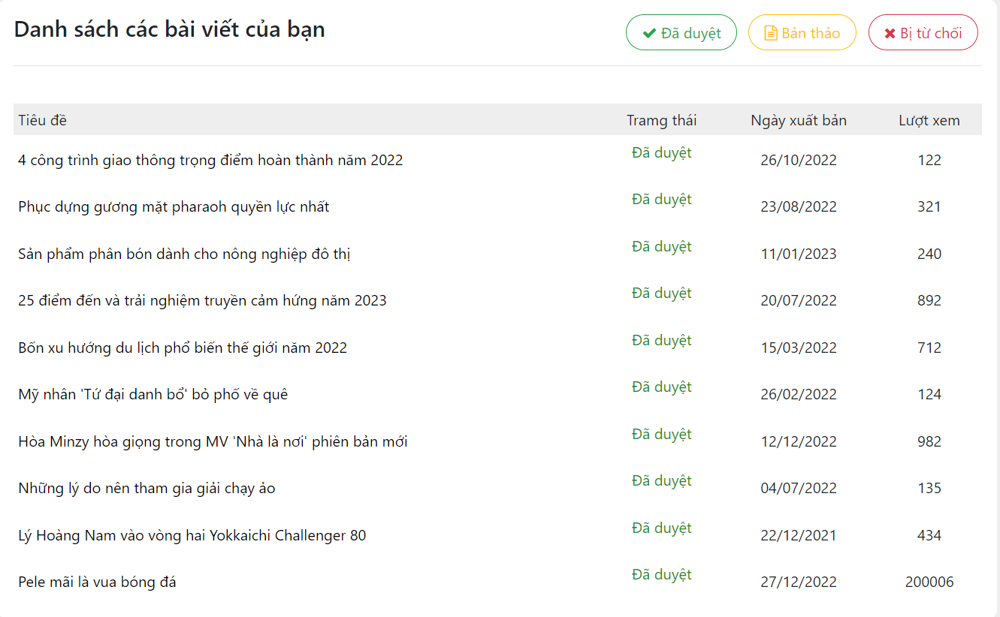 Danh sách các bài viết của bạn Đã duyệt Bản thảo Bị từ chối
Tiêu đề Tramg thái Ngày xuất bản Lượt xem
4 công trình giao thông trọng điểm hoàn thành năm 2022 Đã duyệt 26/10/2022 122
Phục dựng gương mặt pharaoh quyền lực nhất Đã duyệt 23/08/2022 321
Sản phẩm phân bón dành cho nông nghiệp đô thị Đã duyệt 11/01/2023 240
25 điểm đến và trải nghiệm truyền cảm hứng năm 2023 Đã duyệt 20/07/2022 892
Bốn xu hướng du lịch phổ biến thế giới năm 2022 Đã duyệt 15/03/2022 712
Mỹ nhân 'Tứ đại danh bổ' bỏ phố về quê Đã duyệt 26/02/2022 124
Hòa Minzy hòa giọng trong MV 'Nhà là nơi' phiên bản mới Đã duyệt 12/12/2022 982
Những lý do nên tham gia giải chạy ảo Đã duyệt 04/07/2022 135
Lý Hoàng Nam vào vòng hai Yokkaichi Challenger 80 Đã duyệt 22/12/2021 434
Pele mãi là vua bóng đá Đã duyệt 27/12/2022 200006